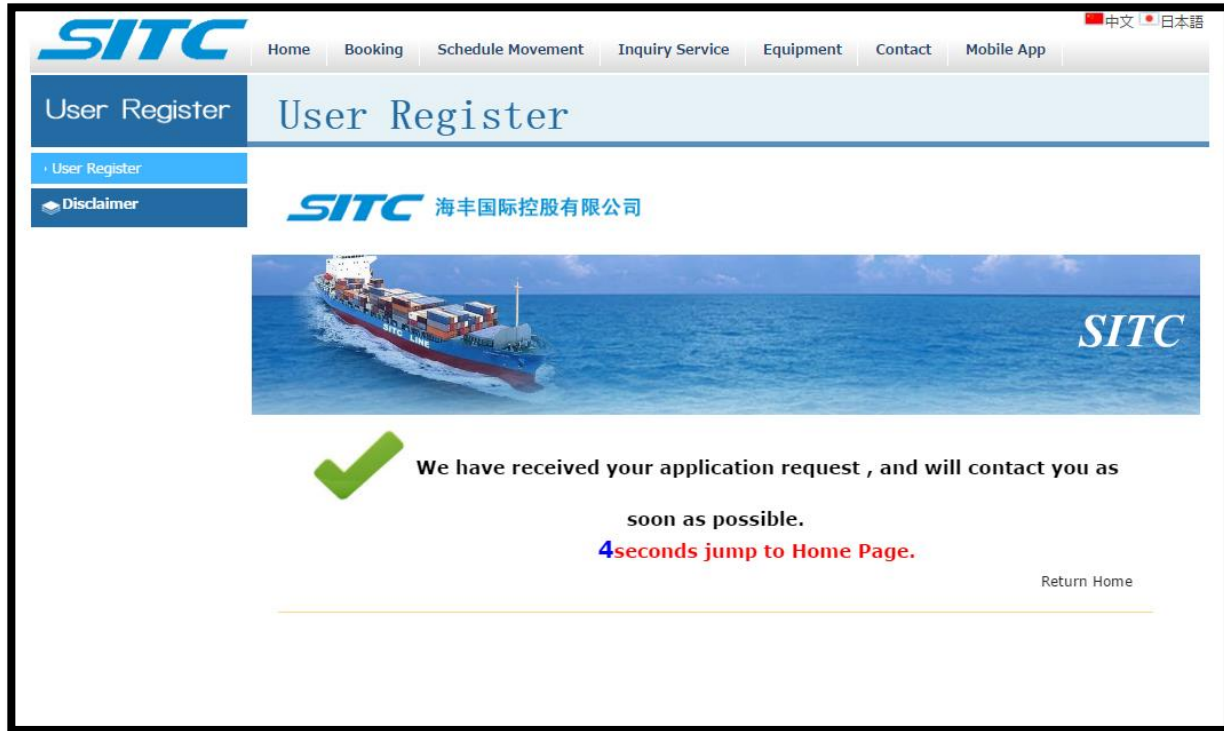 中文 日本語
SITC
Home Booking Schedule Movement Inquiry Service Equipment Contact Mobile App
User Register
User Register
User Register
Disclaimer
SITC 海丰国际控股有限公司
SITC LINE
SITC
We have received your application request , and will contact you as
soon as possible.
4seconds jump to Home Page.
Return Home